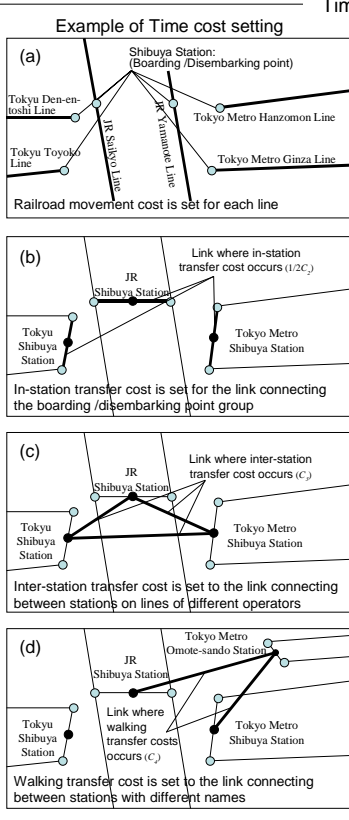 Tim
Example of Time cost setting
(a)
Shibuya Station:
(Boarding /Disembarking point)
Tokyu Den-en-
toshi Line
JR Saikyo Line
JR Yamanote Line
Tokyo Metro Hanzomon Line
Tokyu Toyoko
Line
Tokyo Metro Ginza Line
Railroad movement cost is set for each line
(b)
Link where in-station
transfer cost occurs (1/2C2)
JR
Shibuya Station
Tokyu
Shibuya
Station
Tokyo Metro
Shibuya Station
In-station transfer cost is set for the link connecting
the boarding /disembarking point group
(c)
Link where inter-station
transfer cost occurs (C3)
JR
Shibuya Station
Tokyu
Shibuya
Station
Tokyo Metro
Shibuya Station
Inter-station transfer cost is set to the link connecting
between stations on lines of different operators
(d)
Tokyo Metro
Omote-sando Station
JR
Shibuya Station
Link where
walking
transfer costs
occurs (C4)
Tokyu
Shibuya
Station
Tokyo Metro
Shibuya Station
Walking transfer cost is set to the link connecting
between stations with different names